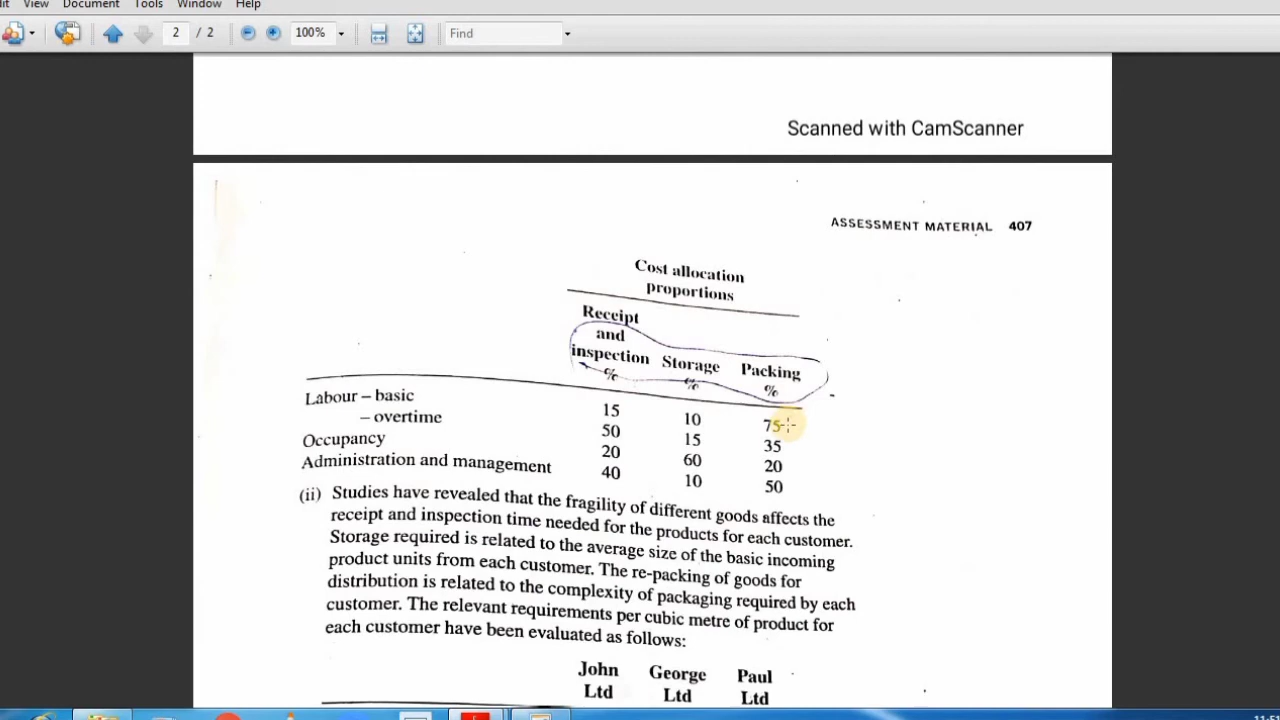 View Document Tools Window Help
2 / 2 100% Find
Scanned with CamScanner
ASSESSMENT MATERIAL 407
Cost allocation
proportions
Receipt
and
inspection Storage Packing
% % %
Labour – basic 15 10 75
– overtime 50 15 35
Occupancy 20 60 20
Administration and management 40 10 50
(ii) Studies have revealed that the fragility of different goods affects the
receipt and inspection time needed for the products for each customer.
Storage required is related to the average size of the basic incoming
product units from each customer. The re-packing of goods for
distribution is related to the complexity of packaging required by each
customer. The relevant requirements per cubic metre of product for
each customer have been evaluated as follows:
John George Paul
Ltd Ltd Ltd